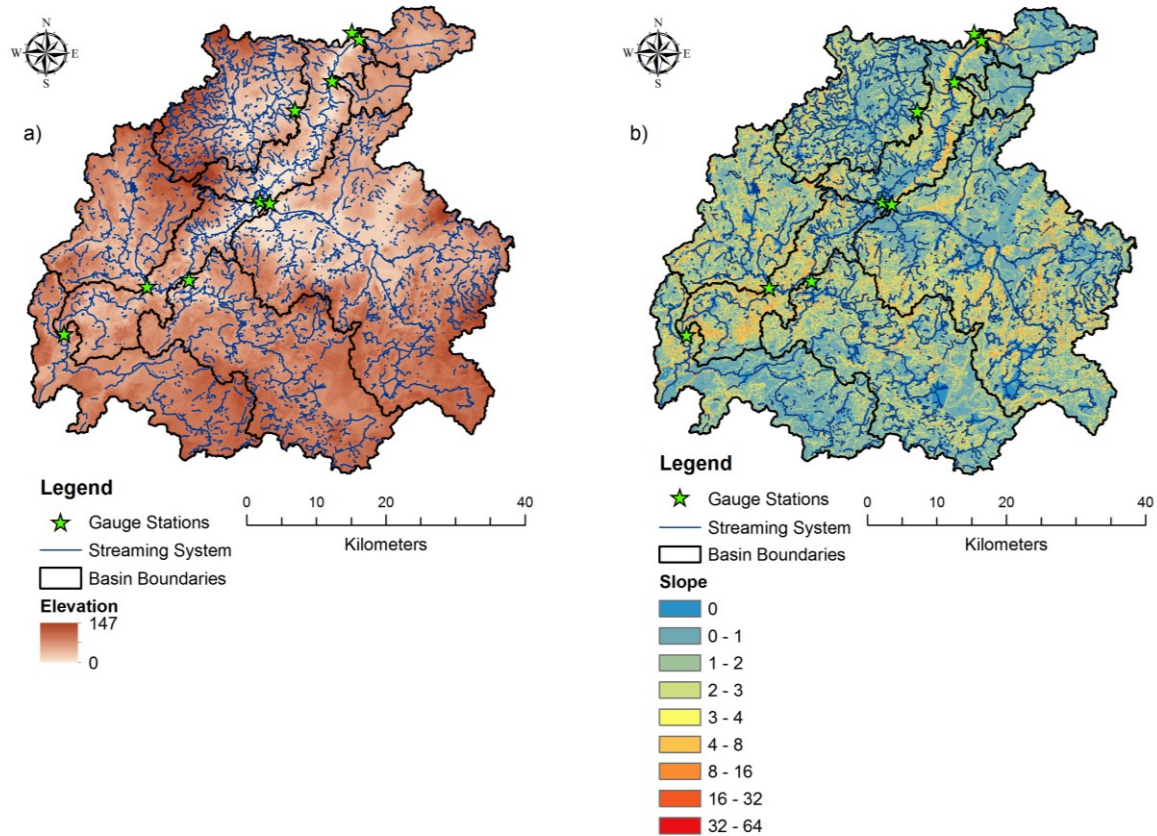 N
W E
S
a)
Legend
Gauge Stations
Streaming System
Basin Boundaries
Elevation
147
0
0 10 20 40
Kilometers
N
W E
S
b)
Legend
Gauge Stations
Streaming System
Basin Boundaries
Slope
0
0 - 1
1 - 2
2 - 3
3 - 4
4 - 8
8 - 16
16 - 32
32 - 64
0 10 20 40
Kilometers